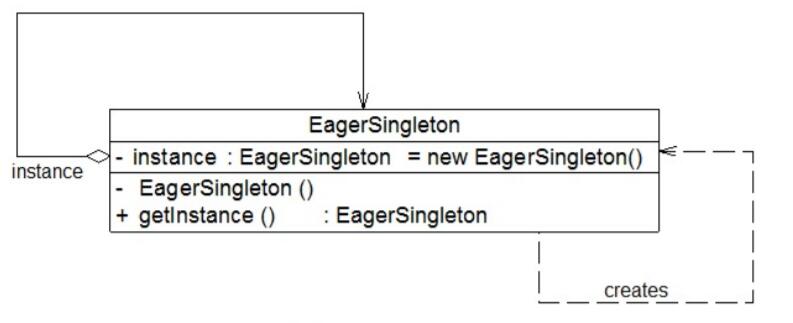 EagerSingleton
- instance : EagerSingleton = new EagerSingleton()
instance
- EagerSingleton ()
+ getInstance () : EagerSingleton
creates